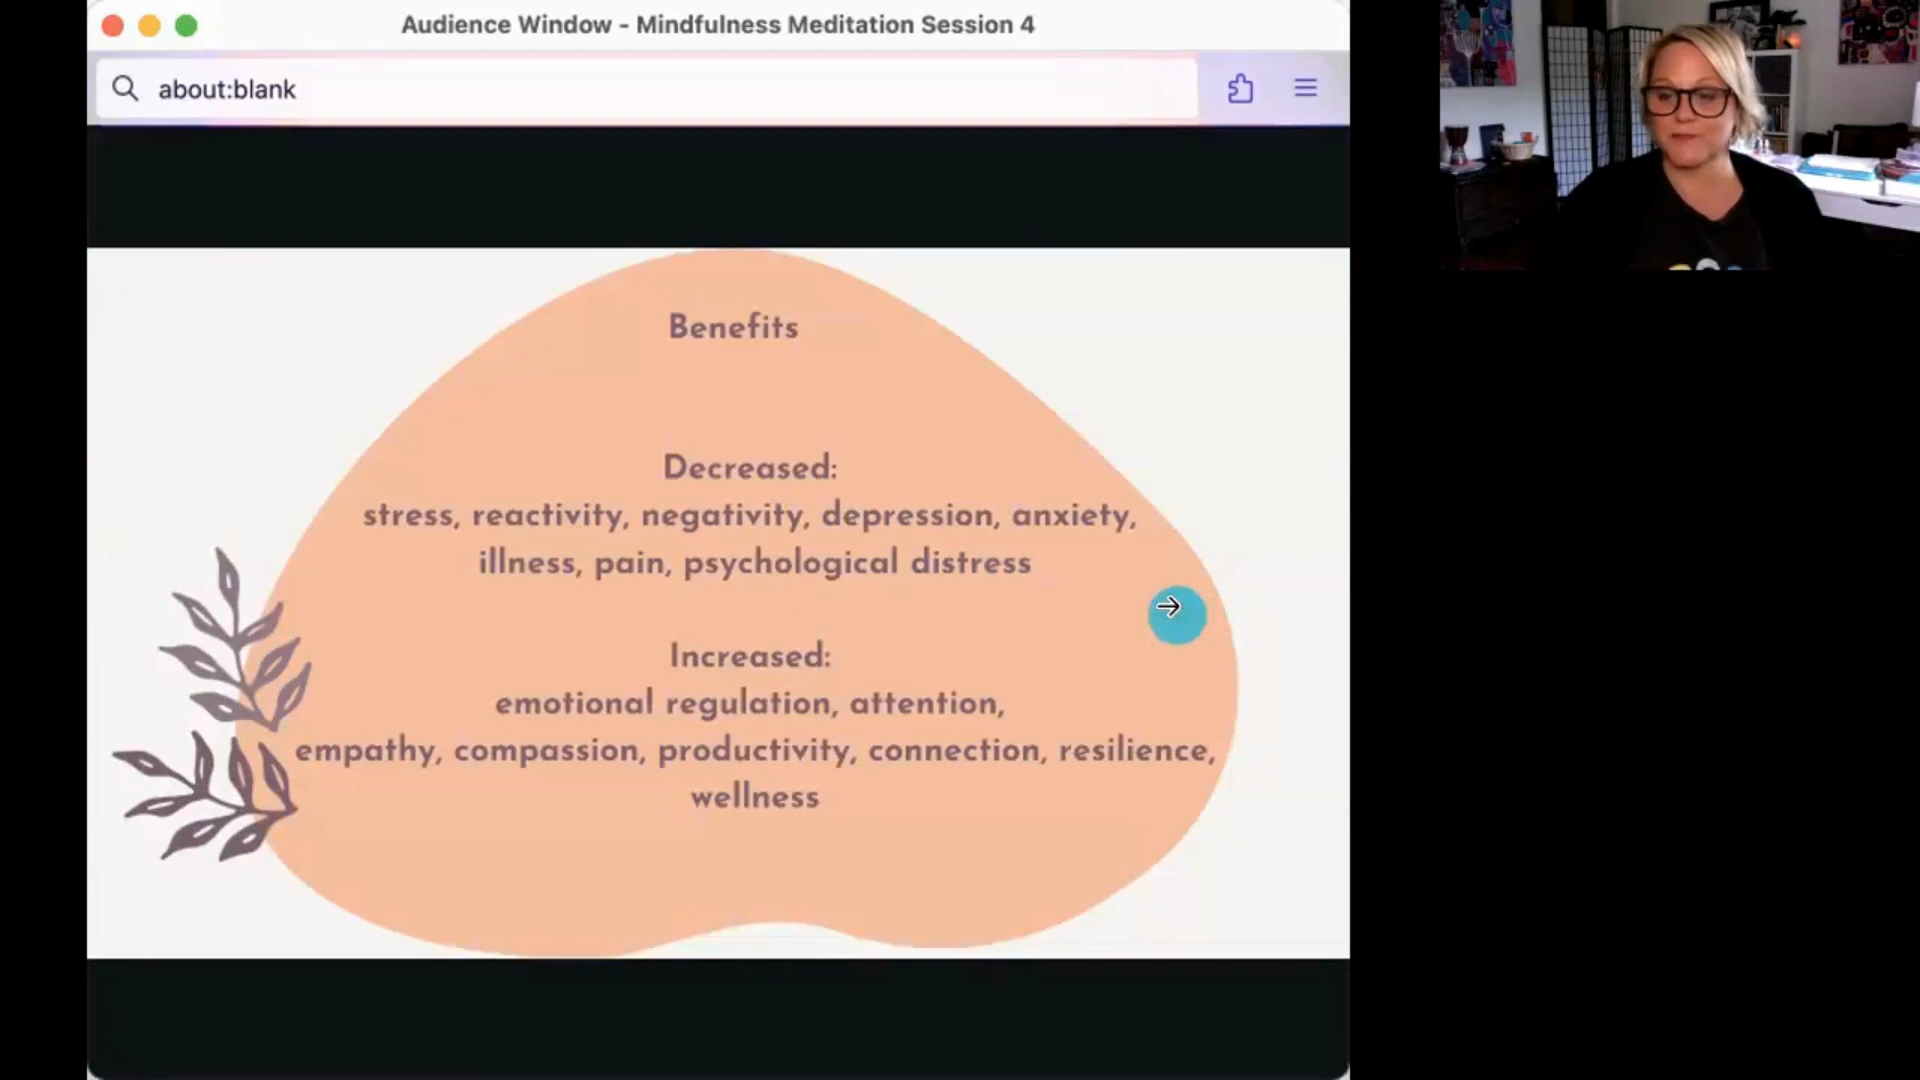 Audience Window - Mindfulness Meditation Session 4
about:blank
Benefits
Decreased:
stress, reactivity, negativity, depression, anxiety,
illness, pain, psychological distress
Increased:
emotional regulation, attention,
empathy, compassion, productivity, connection, resilience,
wellness